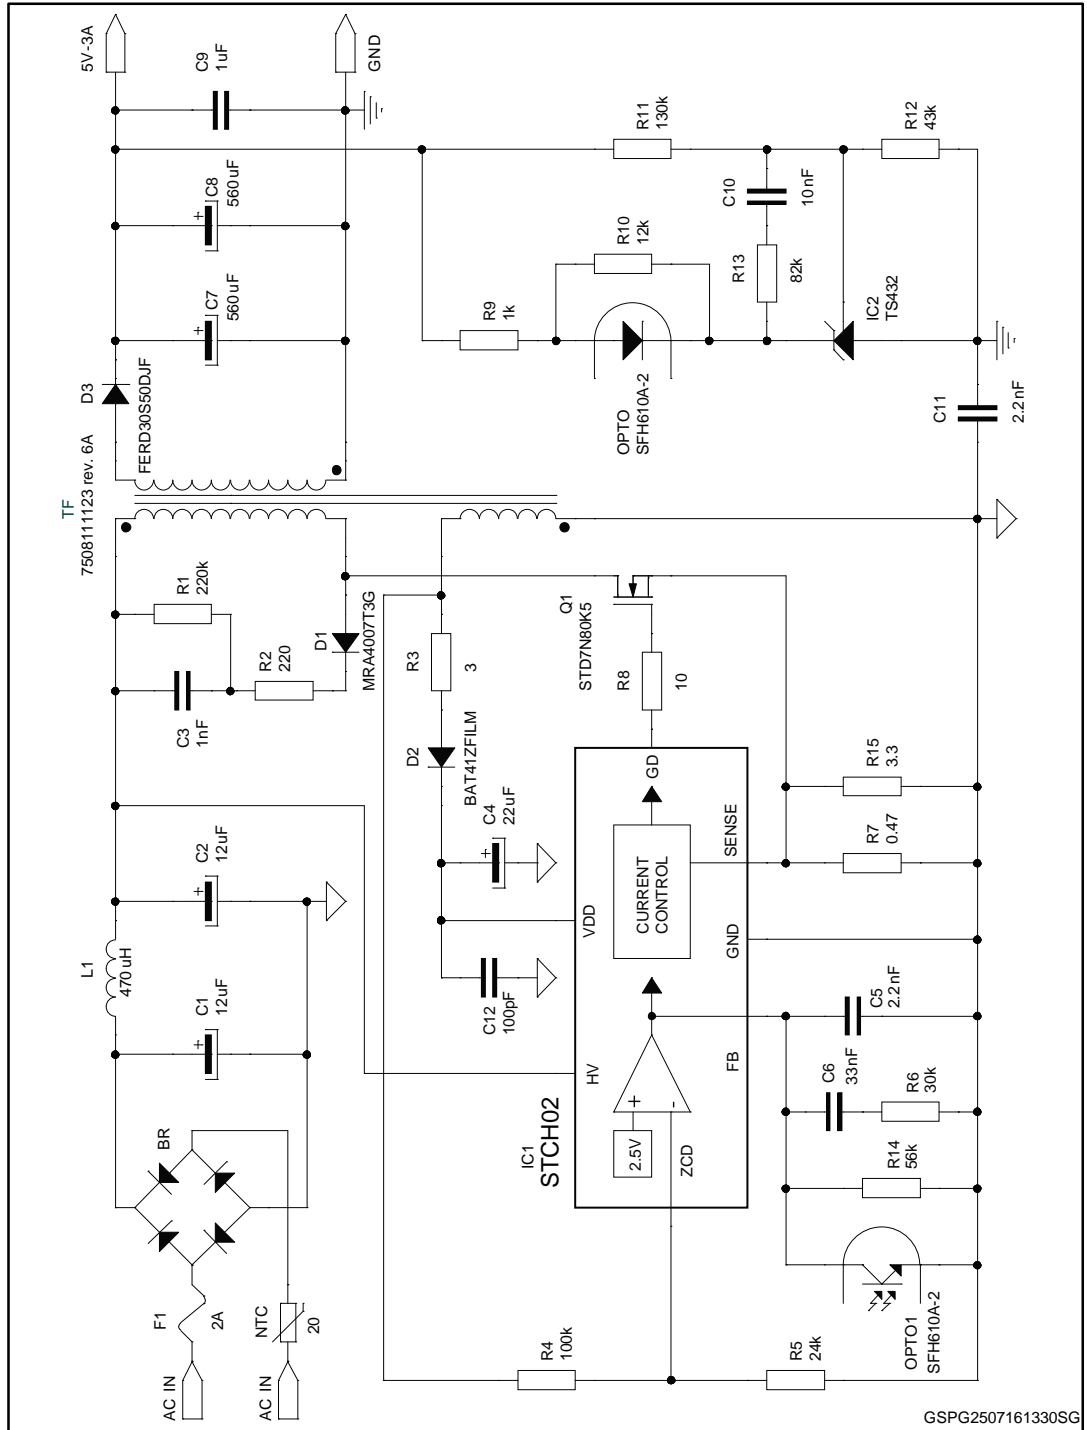 AC IN
F1
2A
AC IN
NTC
20
BR
C1
12uF
L1
470uH
C2
12uF
C3
1nF
R1
220k
R2
220
D1
MRA4007T3G
TF
7508111123 rev. 6A
D3
FERD30S50DJF
C7
560uF
C8
560uF
C9
1uF
5V-3A
GND
R3
3
D2
BAT41ZFILM
C4
22uF
C12
100pF
IC1
STCH02
HV
VDD
2.5V
+
-
ZCD
CURRENT
CONTROL
GD
FB
GND
SENSE
R8
10
Q1
STD7N80K5
R4
100k
R5
24k
OPTO1
SFH610A-2
R14
56k
C6
33nF
R6
30k
C5
2.2nF
R7
0.47
R15
3.3
C11
2.2nF
OPTO
SFH610A-2
R9
1k
R10
12k
R13
82k
C10
10nF
IC2
TS432
R11
130k
R12
43k
GSPG2507161330SG